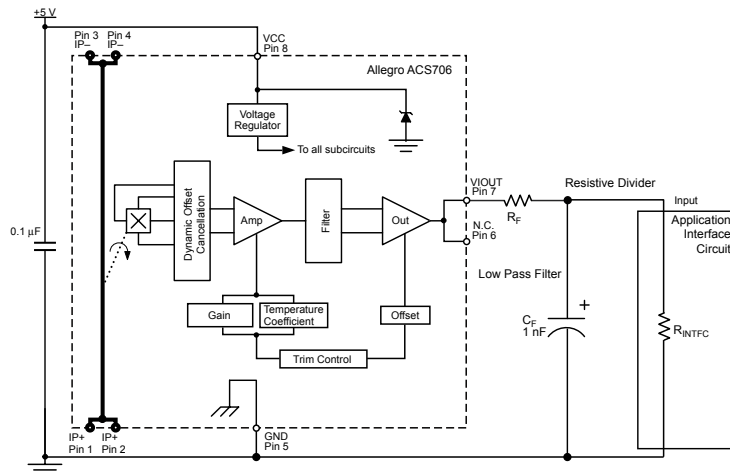 +5 V
Pin 3 Pin 4
IP– IP–
VCC
Pin 8
Allegro ACS706
Voltage
Regulator
To all subcircuits
VIOUT
Pin 7
Resistive Divider
Input
Application
Interface
Circuit
0.1 µF
Dynamic Offset
Cancellation
Amp
Filter
Out
RF
N.C.
Pin 6
Low Pass Filter
Gain
Temperature
Coefficient
Offset
CF
1 nF
+
RINTFC
Trim Control
IP+ IP+
Pin 1 Pin 2
GND
Pin 5